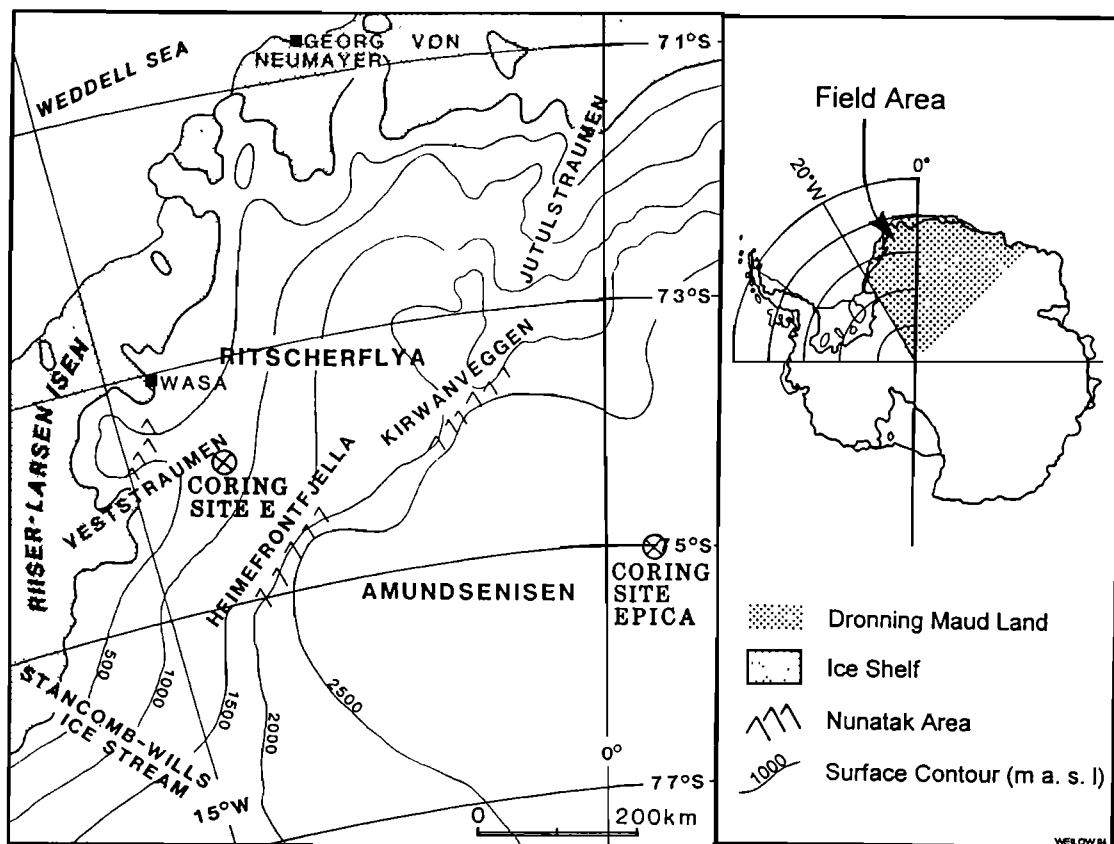 GEORG VON
NEUMAYER
71°S
WEDDELL SEA
JUTULSTRAUMEN
73°S
RITSCHERFLYA
WASA
KIRWANVEGGEN
RIISER-LARSEN ISEN
VESTSTRAUMEN
CORING
SITE E
HEIMEFRONTFJELLA
75°S
CORING
SITE
EPICA
AMUNDSENISEN
500
1000
1500
2000
2500
STANCOMB-WILLS
ICE STREAM
15°W
0°
77°S
0 200km
Field Area
20°W
0°
Dronning Maud Land
Ice Shelf
Nunatak Area
1000
Surface Contour (m a. s. l)